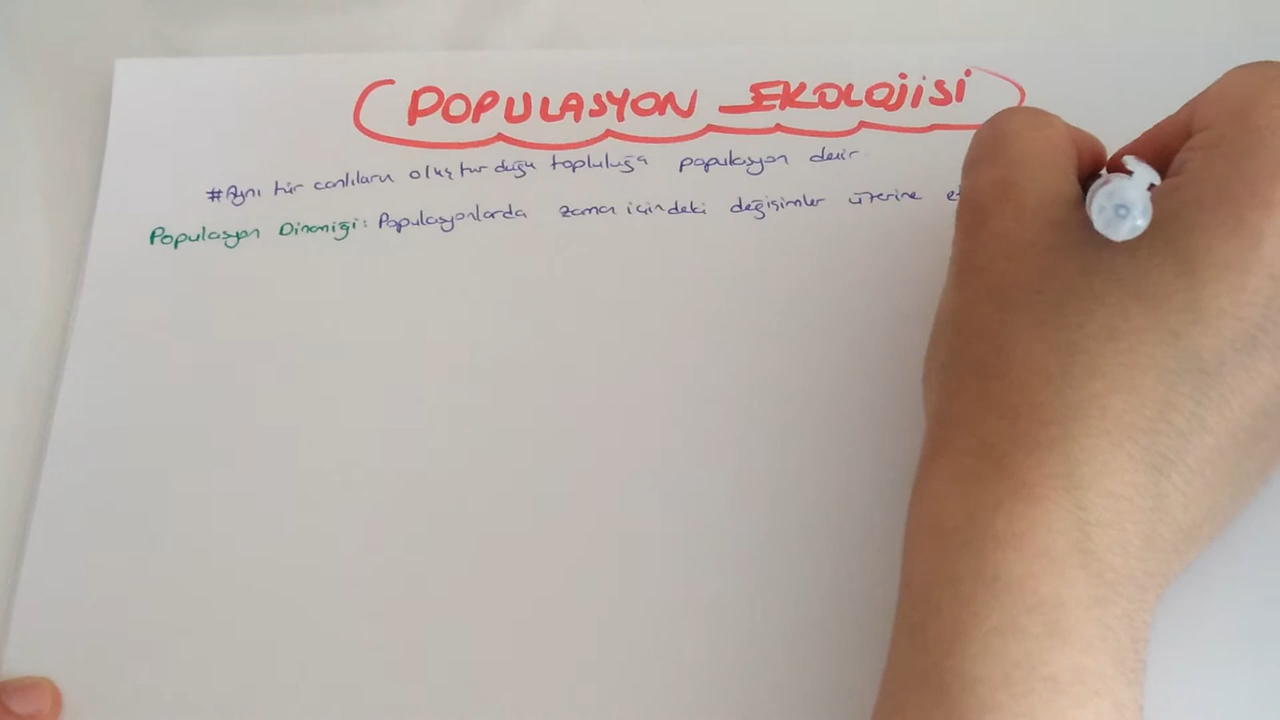 POPULASYON EKOLOJİSİ
#Aynı tür canlıların oluşturduğu topluluğa populasyon denir
Populasyon Dinamiği: Populasyonlarda zaman içindeki değişimler üzerine